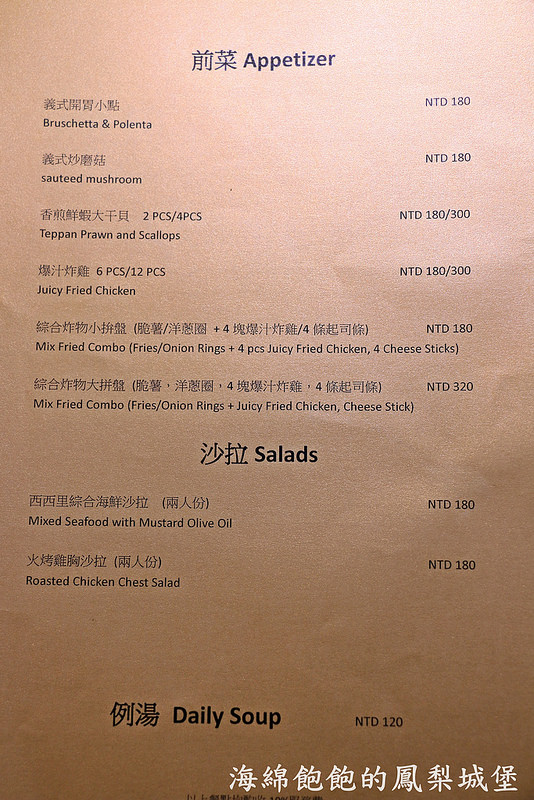 前菜 Appetizer
義式開胃小點 NTD 180
Bruschetta & Polenta
義式炒磨菇 NTD 180
sauteed mushroom
香煎鮮蝦大干貝 2 PCS/4PCS NTD 180/300
Teppan Prawn and Scallops
爆汁炸雞 6 PCS/12 PCS NTD 180/300
Juicy Fried Chicken
綜合炸物小拚盤 (脆薯/洋蔥圈 + 4 塊爆汁炸雞/4 條起司條) NTD 180
Mix Fried Combo (Fries/Onion Rings + 4 pcs Juicy Fried Chicken, 4 Cheese Sticks)
綜合炸物大拼盤 (脆薯，洋蔥圈，4 塊爆汁炸雞，4 條起司條) NTD 320
Mix Fried Combo (Fries/Onion Rings + Juicy Fried Chicken, Cheese Stick)
沙拉 Salads
西西里綜合海鮮沙拉 (兩人份) NTD 180
Mixed Seafood with Mustard Olive Oil
火烤雞胸沙拉 (兩人份) NTD 180
Roasted Chicken Chest Salad
例湯 Daily Soup NTD 120
海綿飽飽的鳳梨城堡